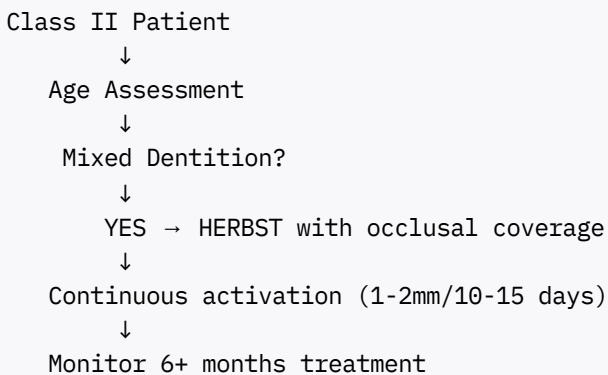 Class II Patient
↓
Age Assessment
↓
Mixed Dentition?
↓
YES → HERBST with occlusal coverage
↓
Continuous activation (1-2mm/10-15 days)
↓
Monitor 6+ months treatment